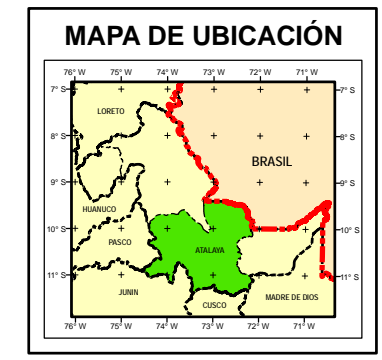 MAPA DE UBICACIÓN
76° W 75° W 74° W 73° W 72° W 71° W
7° S 7° S
LORETO
8° S 8° S
BRASIL
9° S 9° S
HUANUCO
10° S 10° S
PASCO
ATALAYA
11° S 11° S
JUNIN
MADRE DE DIOS
CUSCO
76° W 75° W 74° W 73° W 72° W 71° W